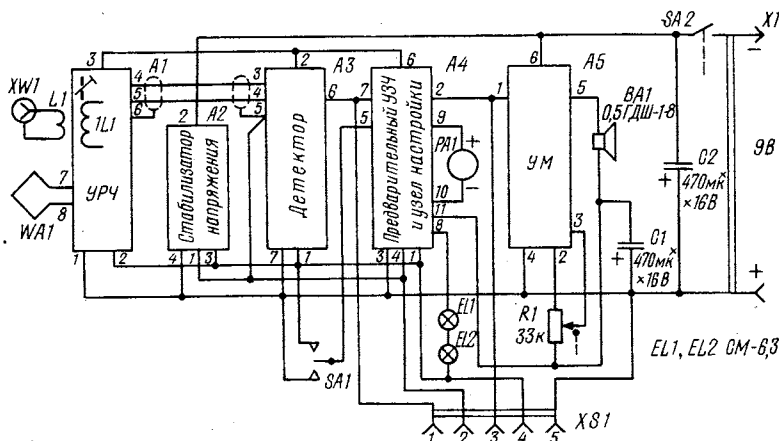 SA2
X1
3
A1
2
A3
6
A4
6
A5
XW1
L1
4
5
6
3
4
5
6
7
5
2
9
1
5
BA1
0,5ГДШ-1-8
1L1
2
A2
PA1
+
−
С2
470мк×
×16В
9В
−
УРЧ
Стабилизатор
напряжения
Детектор
Предварительный УЗЧ
и узел настройки
УМ
7
8
WA1
10
11
8
3
С1
470мк×
×16В
+
+
+
1
2
4
1
3
7
1
3
4
1
4
2
EL1
EL2
R1
33к
SA1
EL1, EL2 СМ-6,3
XS1
1
2
3
4
5